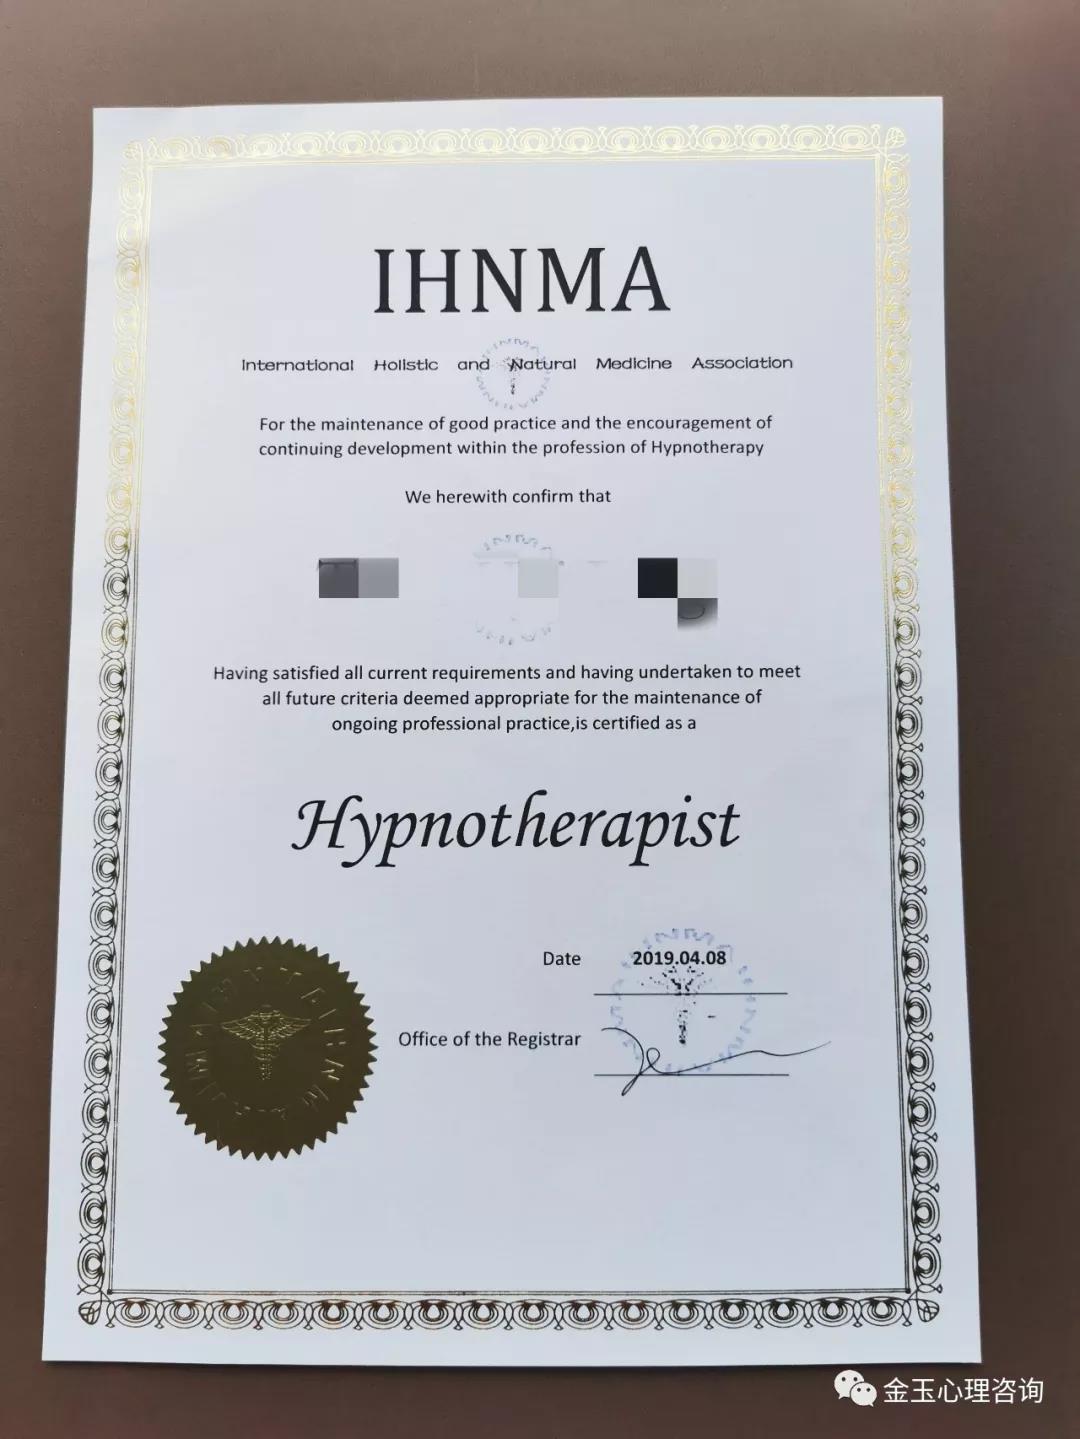 IHNMA
International Holistic and Natural Medicine Association
For the maintenance of good practice and the encouragement of
continuing development within the profession of Hypnotherapy
We herewith confirm that
Having satisfied all current requirements and having undertaken to meet
all future criteria deemed appropriate for the maintenance of
ongoing professional practice,is certified as a
Hypnotherapist
Date 2019.04.08
Office of the Registrar
金玉心理咨询